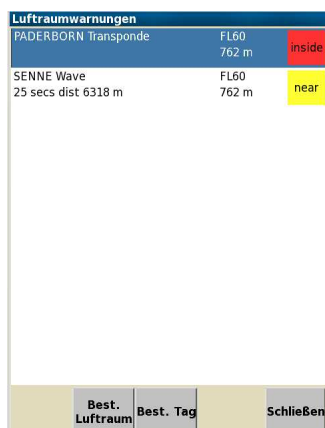 Luftraumwarnungen
PADERBORN Transponde FL60
762 m
inside
SENNE Wave FL60
25 secs dist 6318 m 762 m
near
Best. Luftraum
Best. Tag
Schließen